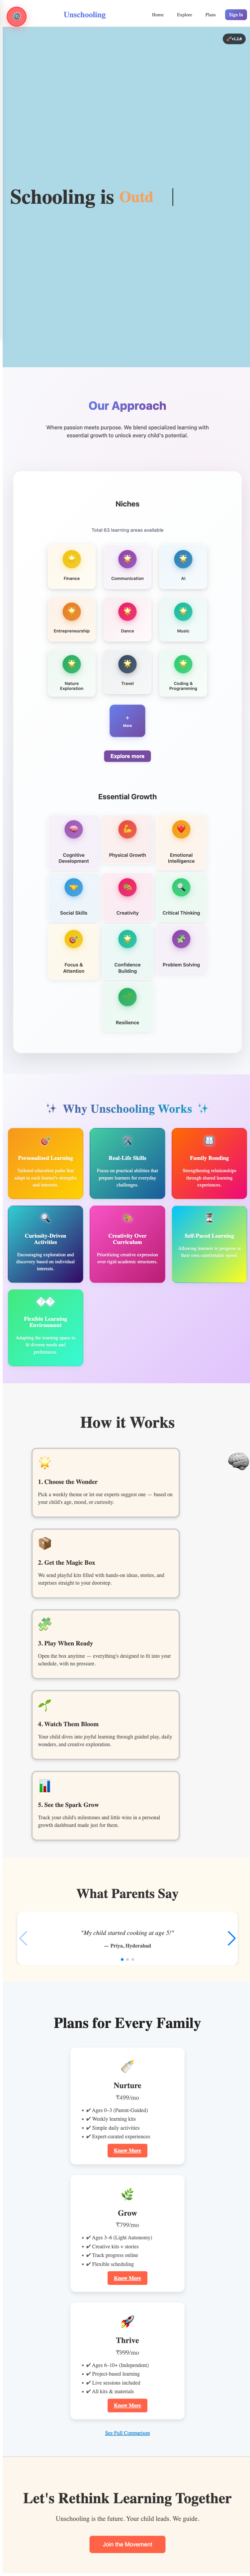 Unschooling
Home
Explore
Plans
Sign In
v1.2.0
Schooling is Outd
Our Approach
Where passion meets purpose. We blend specialized learning with
essential growth to unlock every child's potential.
Niches
Total 63 learning areas available
Finance
Communication
AI
Entrepreneurship
Dance
Music
Nature
Exploration
Travel
Coding &
Programming
+
More
Explore more
Essential Growth
Cognitive
Development
Physical Growth
Emotional
Intelligence
Social Skills
Creativity
Critical Thinking
Focus &
Attention
Confidence
Building
Problem Solving
Resilience
Why Unschooling Works
Personalized Learning
Tailored education paths that
adapt to each learner's strengths
and interests.
Real-Life Skills
Focus on practical abilities that
prepare learners for everyday
challenges.
Family Bonding
Strengthening relationships
through shared learning
experiences.
Curiosity-Driven
Activities
Encouraging exploration and
discovery based on individual
interests.
Creativity Over
Curriculum
Prioritizing creative expression
over rigid academic structures.
Self-Paced Learning
Allowing learners to progress at
their own comfortable speed.
Flexible Learning
Environment
Adapting the learning space to
fit diverse needs and
preferences.
How it Works
1. Choose the Wonder
Pick a weekly theme or let our experts suggest one — based on
your child's age, mood, or curiosity.
2. Get the Magic Box
We send playful kits filled with hands-on ideas, stories, and
surprises straight to your doorstep.
3. Play When Ready
Open the box anytime — everything's designed to fit into your
schedule, with no pressure.
4. Watch Them Bloom
Your child dives into joyful learning through guided play, daily
wonders, and creative exploration.
5. See the Spark Grow
Track your child's milestones and little wins in a personal
growth dashboard made just for them.
What Parents Say
"My child started cooking at age 5!"
— Priya, Hyderabad
Plans for Every Family
Nurture
₹499/mo
• ✔ Ages 0–3 (Parent-Guided)
• ✔ Weekly learning kits
• ✔ Simple daily activities
• ✔ Expert-curated experiences
Know More
Grow
₹799/mo
• ✔ Ages 3–6 (Light Autonomy)
• ✔ Creative kits + stories
• ✔ Track progress online
• ✔ Flexible scheduling
Know More
Thrive
₹999/mo
• ✔ Ages 6–10+ (Independent)
• ✔ Project-based learning
• ✔ Live sessions included
• ✔ All kits & materials
Know More
See Full Comparison
Let's Rethink Learning Together
Unschooling is the future. Your child leads. We guide.
Join the Movement